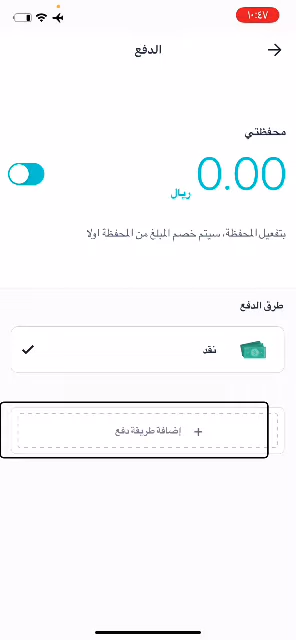 ١٠:٤٧
الدفع
محفظتي
0.00 ريال
بتفعيل المحفظة، سيتم خصم المبلغ من المحفظة اولا
طرق الدفع
نقد
+ إضافة طريقة دفع